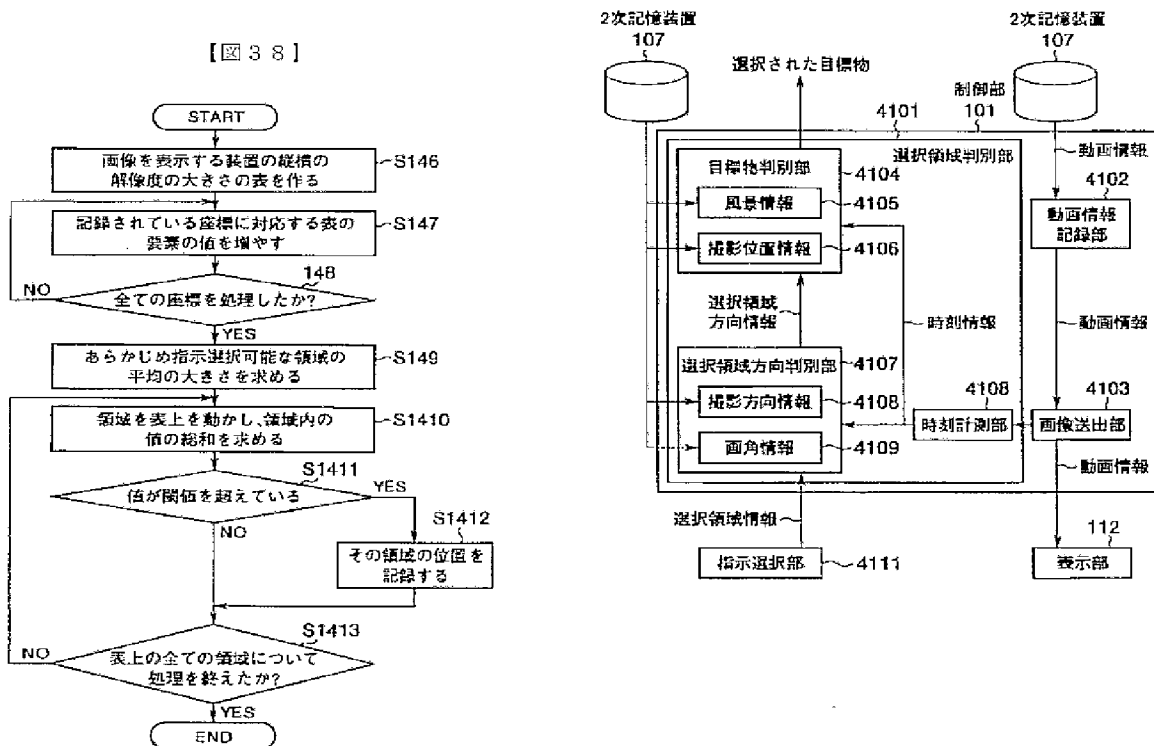 【図３８】
START
画像を表示する装置の縦横の
解像度の大きさの表を作る
S146
記録されている座標に対応する表の
要素の値を増やす
S147
148
全ての座標を処理したか?
NO
YES
あらかじめ指示選択可能な領域の
平均の大きさを求める
S149
領域を表上を動かし、領域内の
値の総和を求める
S1410
S1411
値が閾値を超えている
YES
NO
S1412
その領域の位置を
記録する
S1413
表上の全ての領域について
処理を終えたか?
NO
YES
END
2次記憶装置
107
2次記憶装置
107
選択された目標物
制御部
101
4101
選択領域判別部
目標物判別部
4104
風景情報
4105
撮影位置情報
4106
動画情報
4102
動画情報
記録部
選択領域
方向情報
時刻情報
動画情報
選択領域方向判別部
4107
撮影方向情報
4108
画角情報
4109
4108
時刻計測部
4103
画像送出部
動画情報
選択領域情報
指示選択部
4111
112
表示部